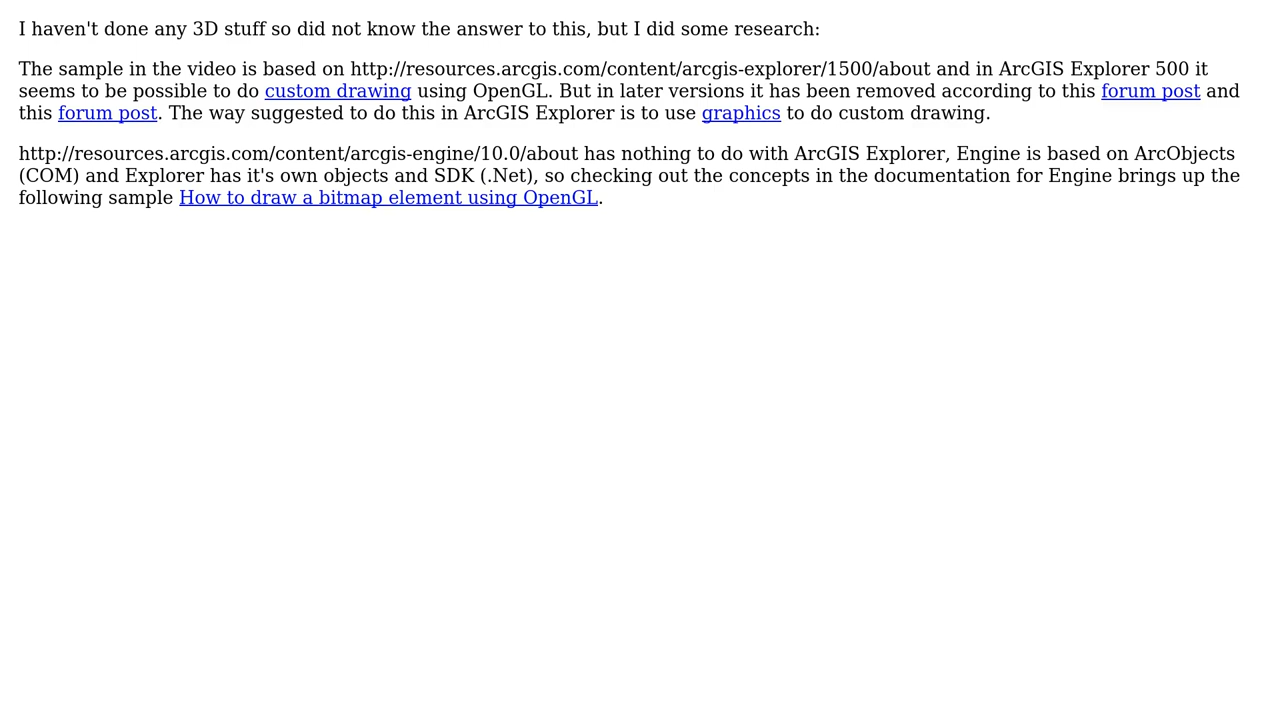 I haven't done any 3D stuff so did not know the answer to this, but I did some research:
The sample in the video is based on http://resources.arcgis.com/content/arcgis-explorer/1500/about and in ArcGIS Explorer 500 it
seems to be possible to do custom drawing using OpenGL. But in later versions it has been removed according to this forum post and
this forum post. The way suggested to do this in ArcGIS Explorer is to use graphics to do custom drawing.
http://resources.arcgis.com/content/arcgis-engine/10.0/about has nothing to do with ArcGIS Explorer, Engine is based on ArcObjects
(COM) and Explorer has it's own objects and SDK (.Net), so checking out the concepts in the documentation for Engine brings up the
following sample How to draw a bitmap element using OpenGL.